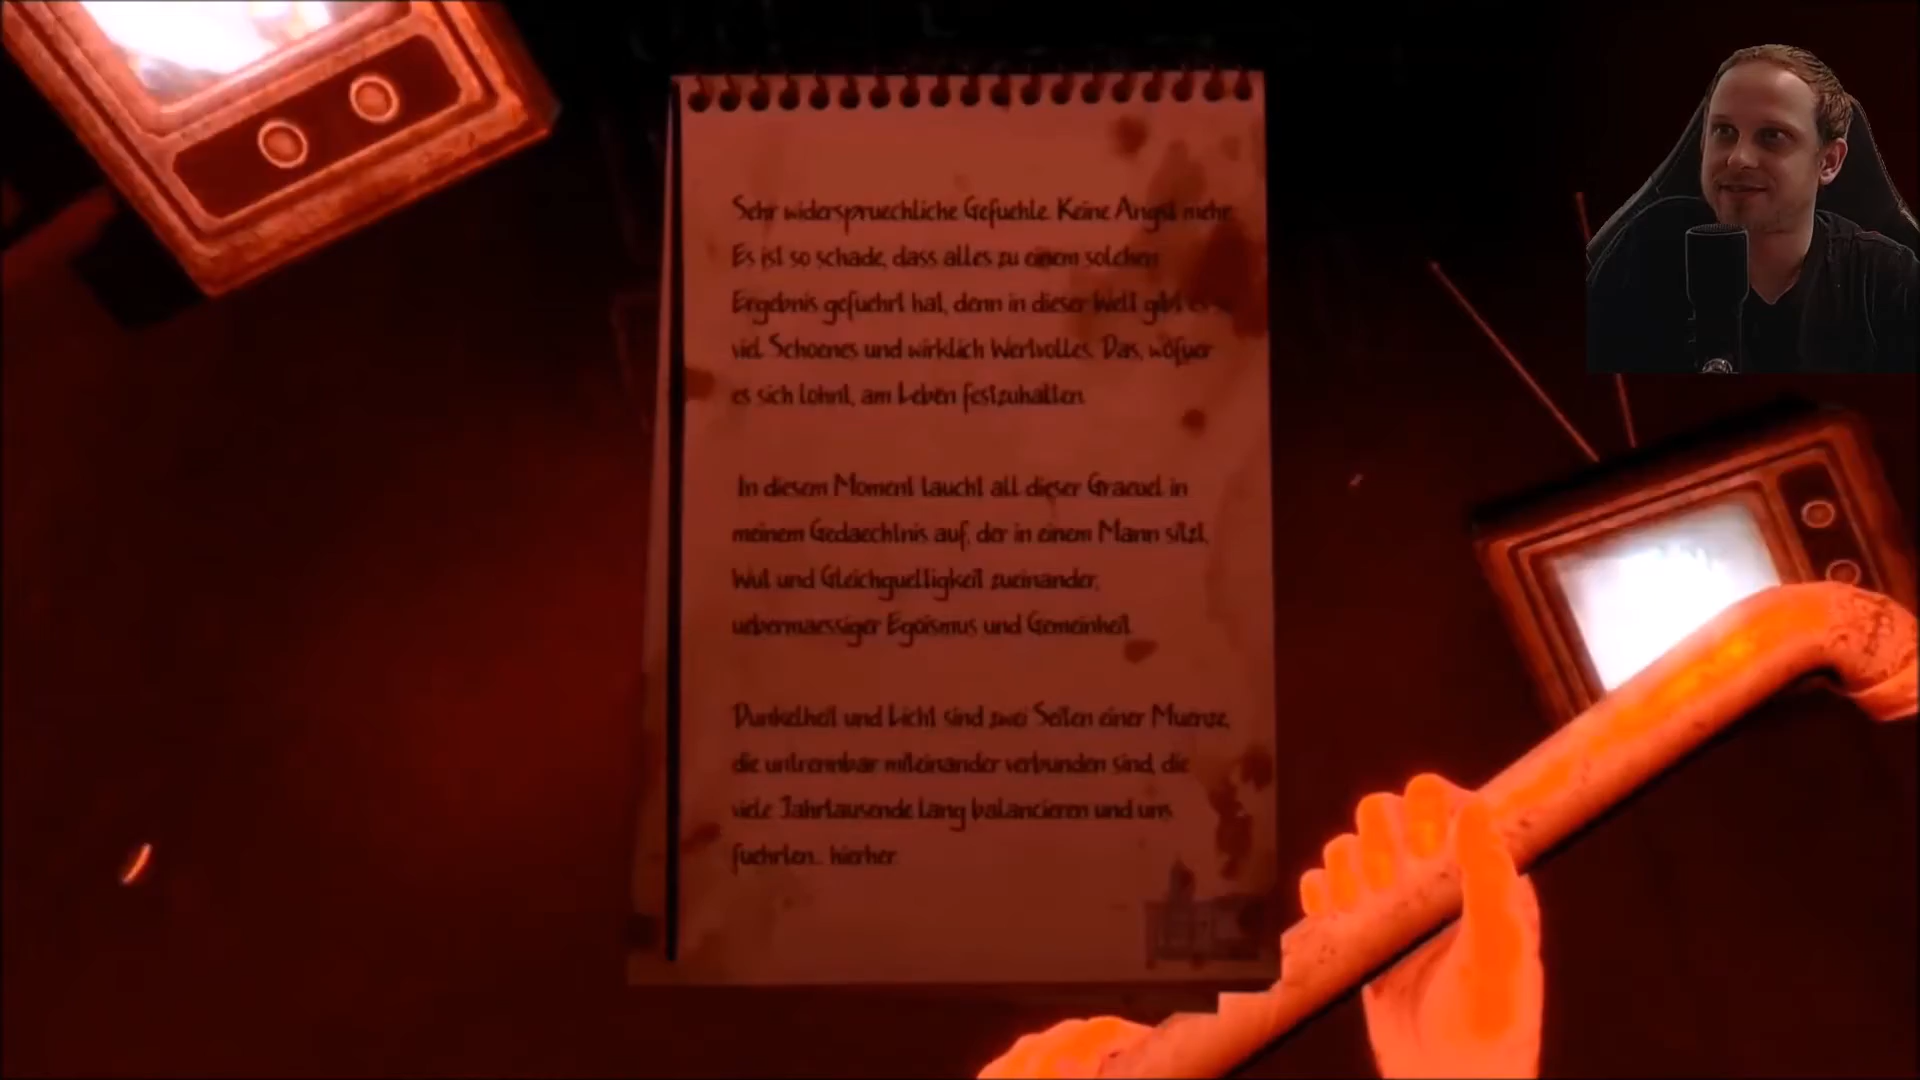 Sehr widerspruechliche Gefuehle. Keine Angst mehr.
Es ist so schade, dass alles zu einem solchen
Ergebnis gefuehrt hat, denn in dieser Welt gibt es
viel Schoenes und wirklich Wertvolles. Das, wofuer
es sich lohnt, am Leben festzuhalten.
In diesem Moment taucht all dieser Graeuel in
meinem Gedaechtnis auf, der in einem Mann sitzt.
Wut und Gleichgueltigkeit zueinander,
uebermaessiger Egoismus und Gemeinheit.
Dunkelheit und Licht sind zwei Seiten einer Muenze,
die untrennbar miteinander verbunden sind, die
viele Jahrtausende lang balancieren und uns
fuehrten... hierher.